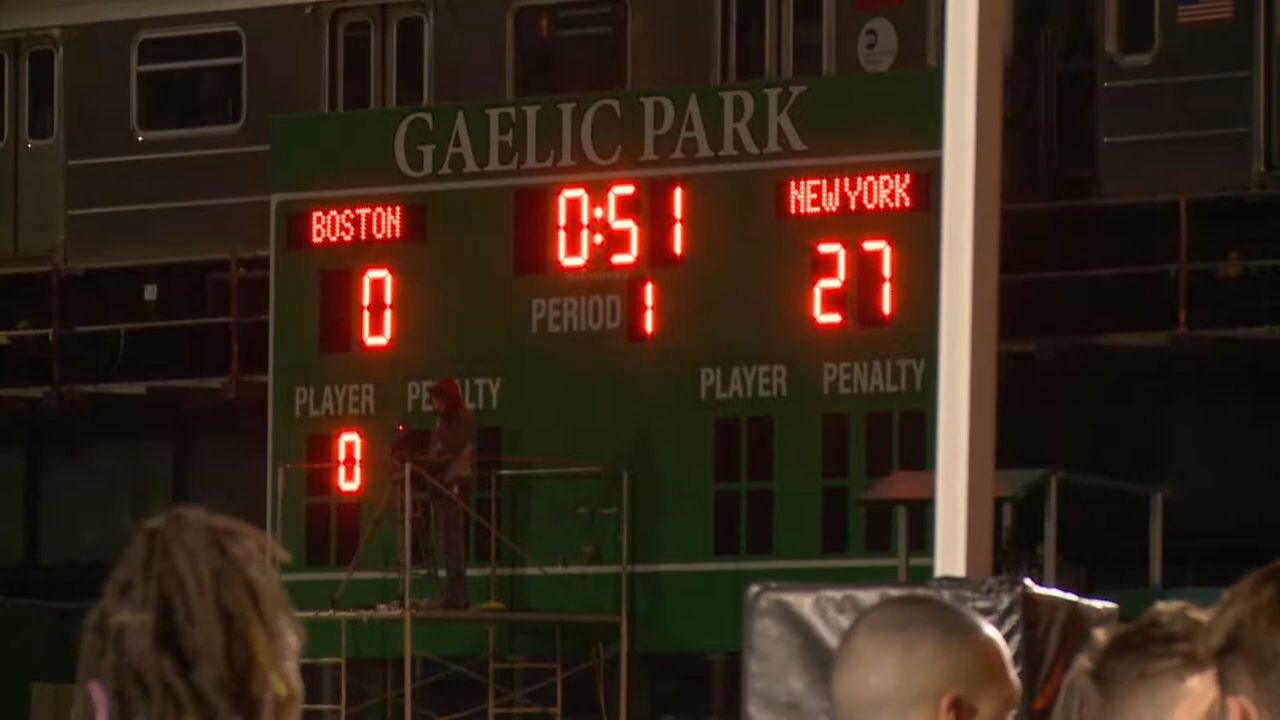 GAELIC PARK
BOSTON 0:51 NEWYORK
0 PERIOD 1 27
PLAYER PENALTY PLAYER PENALTY
0